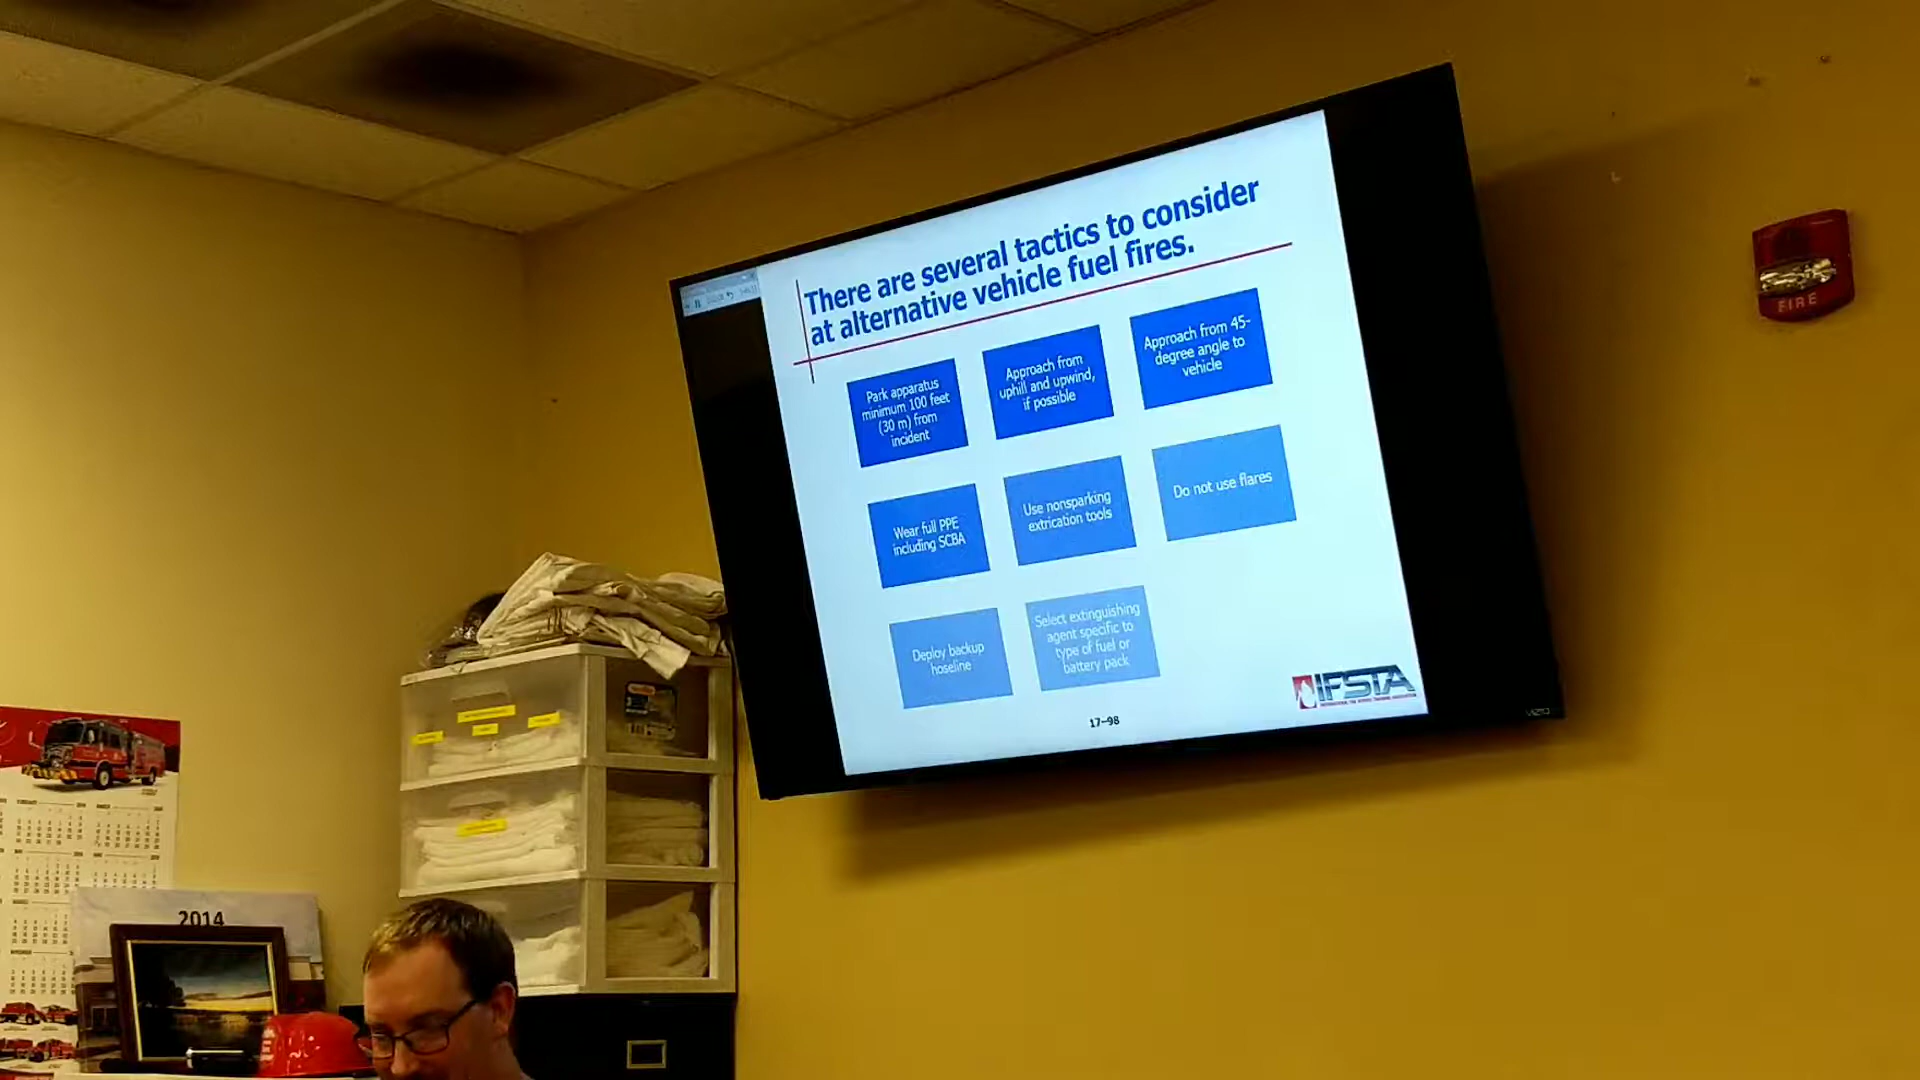 There are several tactics to consider
at alternative vehicle fuel fires.
Park apparatus
minimum 100 feet
(30 m) from
incident
Approach from
uphill and upwind,
if possible
Approach from 45-
degree angle to
vehicle
Wear full PPE
including SCBA
Use nonsparking
extrication tools
Do not use flares
Deploy backup
hoseline
Select extinguishing
agent specific to
type of fuel or
battery pack
IFSTA
17-98
VIZIO
FIRE
2014